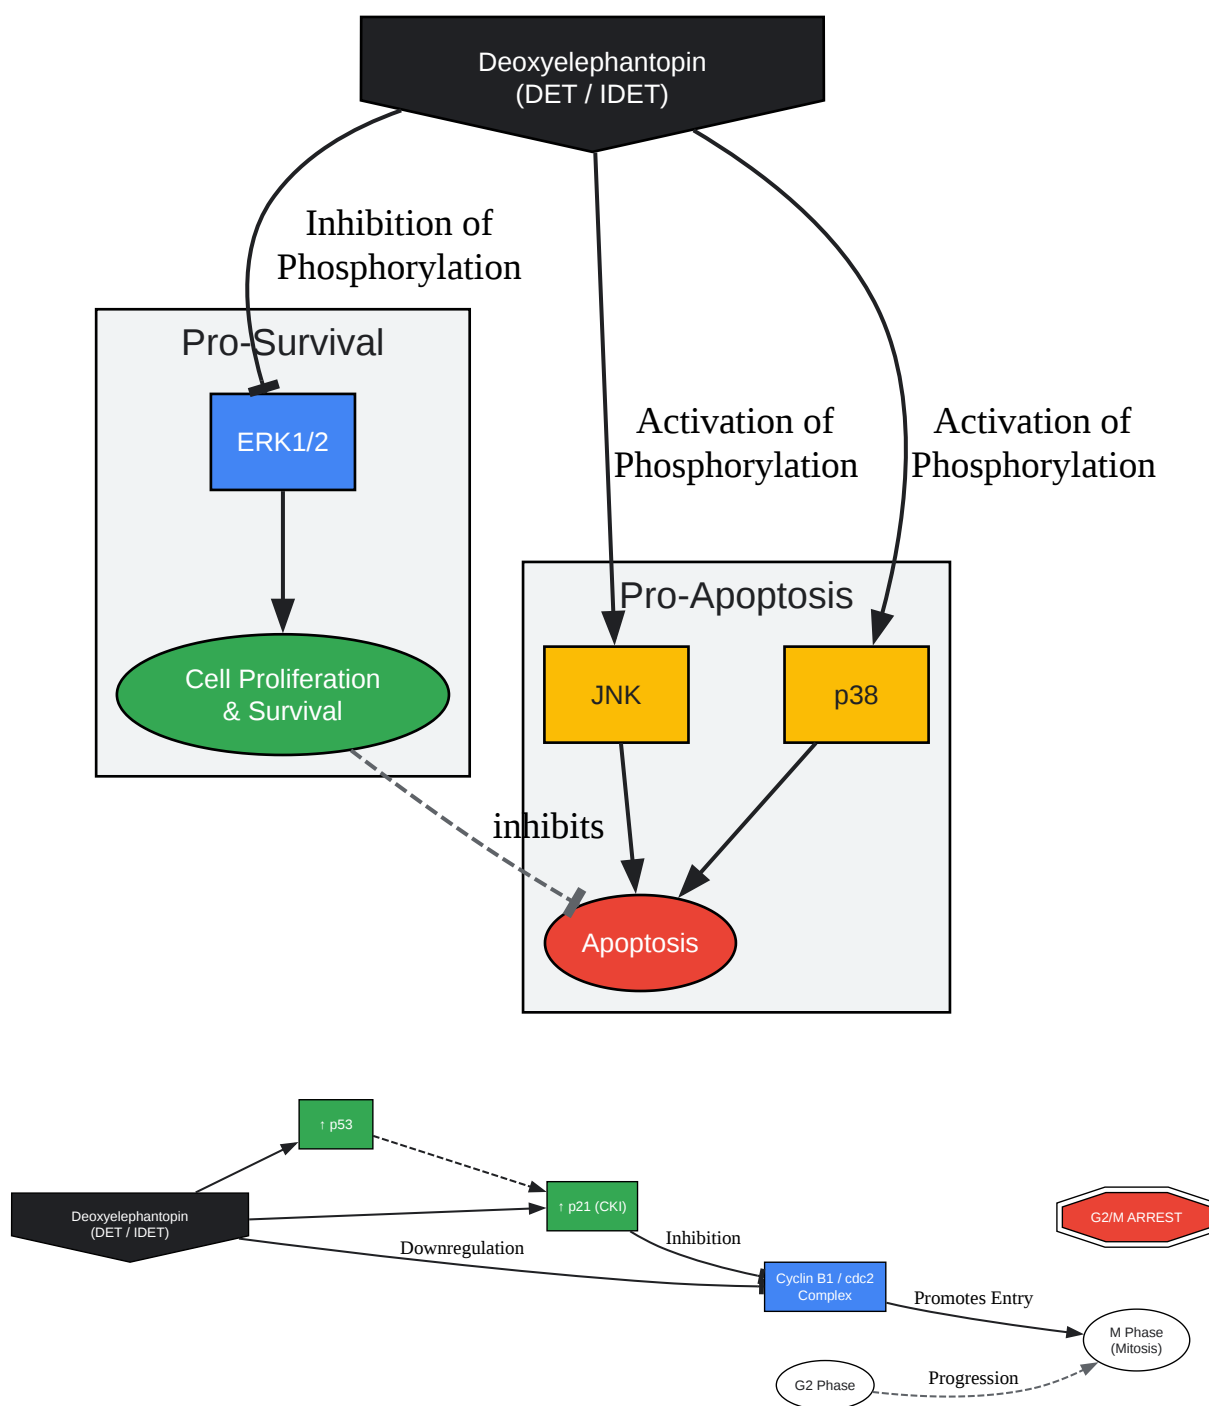 Deoxyelephantopin
(DET / IDET)
Inhibition of
Phosphorylation
Pro-Survival
ERK1/2
Activation of
Phosphorylation
Activation of
Phosphorylation
Pro-Apoptosis
Cell Proliferation
& Survival
JNK
p38
inhibits
Apoptosis
↑ p53
Deoxyelephantopin
(DET / IDET)
↑ p21 (CKI)
G2/M ARREST
Downregulation
Inhibition
Cyclin B1 / cdc2
Complex
Promotes Entry
M Phase
(Mitosis)
G2 Phase
Progression